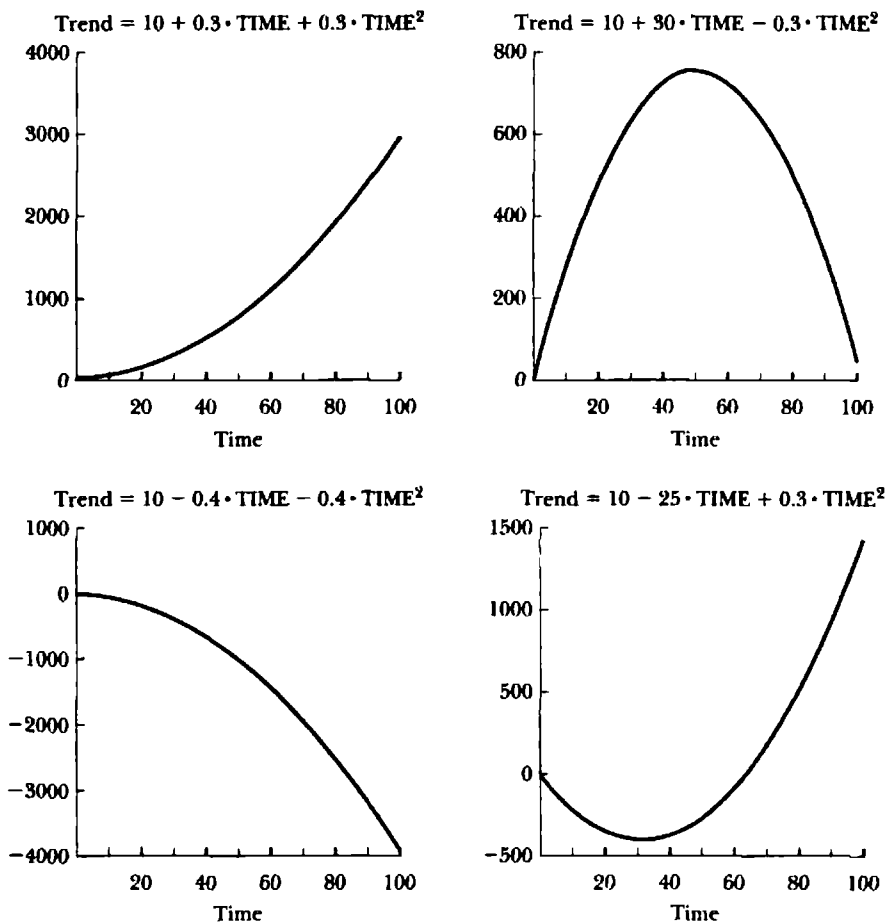 Trend = 10 + 0.3 · TIME + 0.3 · TIME²
4000
3000
2000
1000
0
20 40 60 80 100
Time
Trend = 10 + 30 · TIME − 0.3 · TIME²
800
600
400
200
0
20 40 60 80 100
Time
Trend = 10 − 0.4 · TIME − 0.4 · TIME²
1000
0
−1000
−2000
−3000
−4000
20 40 60 80 100
Time
Trend = 10 − 25 · TIME + 0.3 · TIME²
1500
1000
500
0
−500
20 40 60 80 100
Time